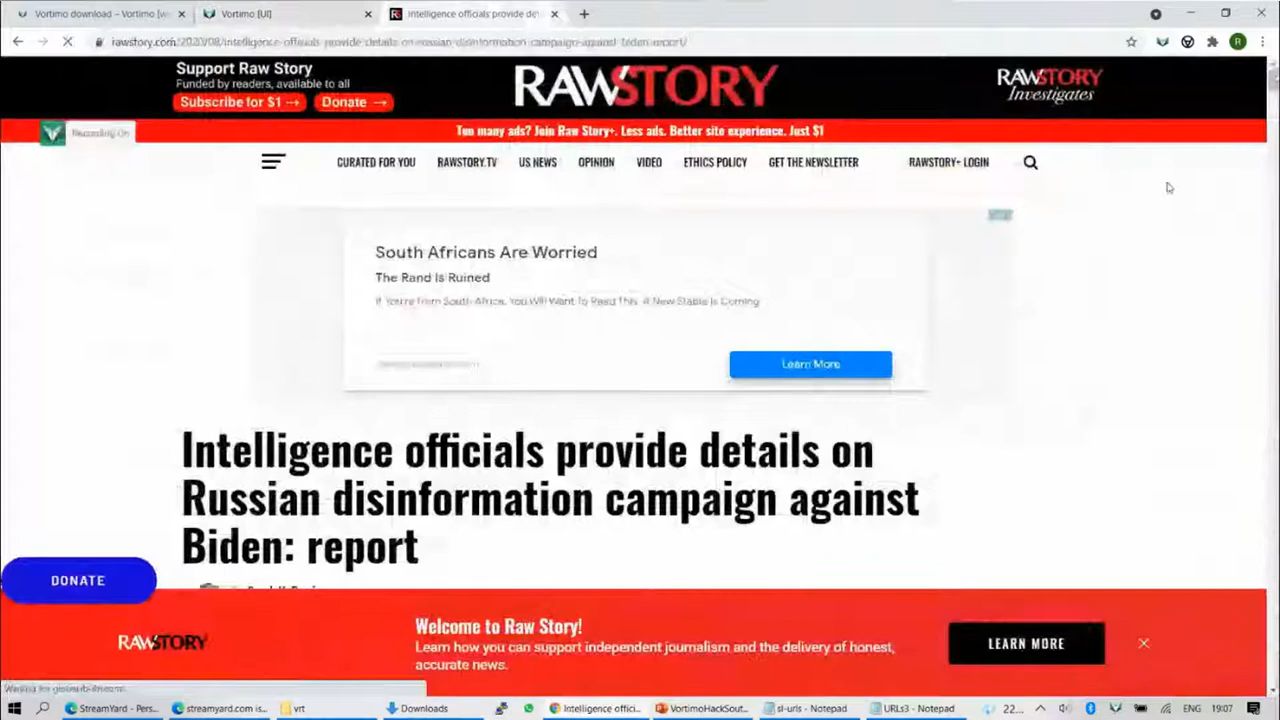 Vortimo download – Vortimo [w
Vortimo [UI]
Intelligence officials provide det
rawstory.com/2020/08/intelligence-officials-provide-details-on-russian-disinformation-campaign-against-biden-report/
R
Support Raw Story
Funded by readers, available to all
Subscribe for $1 →
Donate →
RAWSTORY
RAWSTORY
Investigates
Too many ads? Join Raw Story+. Less ads. Better site experience. Just $1
Recording On
CURATED FOR YOU
RAWSTORY.TV
US NEWS
OPINION
VIDEO
ETHICS POLICY
GET THE NEWSLETTER
RAWSTORY+ LOGIN
South Africans Are Worried
The Rand Is Ruined
If You're from South Africa, You Will Want To Read This. A New Stable Is Coming
Learn More
Intelligence officials provide details on
Russian disinformation campaign against
Biden: report
DONATE
RAWSTORY
Welcome to Raw Story!
Learn how you can support independent journalism and the delivery of honest,
accurate news.
LEARN MORE
Waiting for
StreamYard - Pers...
streamyard.com is...
vrt
Downloads
Intelligence offici...
VortimoHackSout...
sl-urls - Notepad
URLs3 - Notepad
22...
ENG
19:07